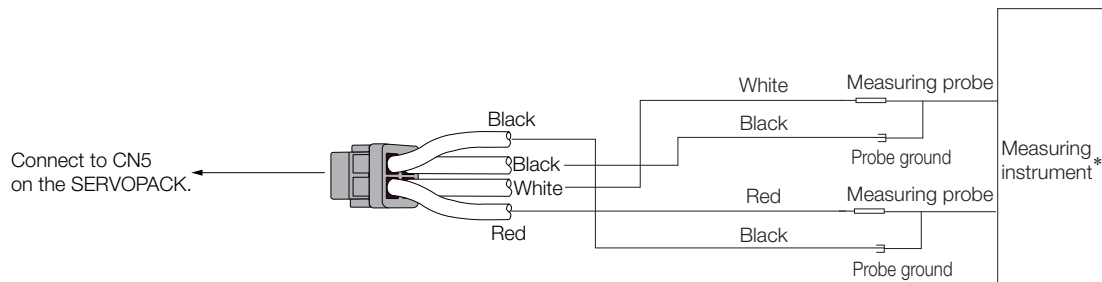 White
Measuring probe
Black
Black
Probe ground
Connect to CN5
on the SERVOPACK.
Black
White
Measuring
instrument*
Measuring probe
Red
Red
Black
Probe ground